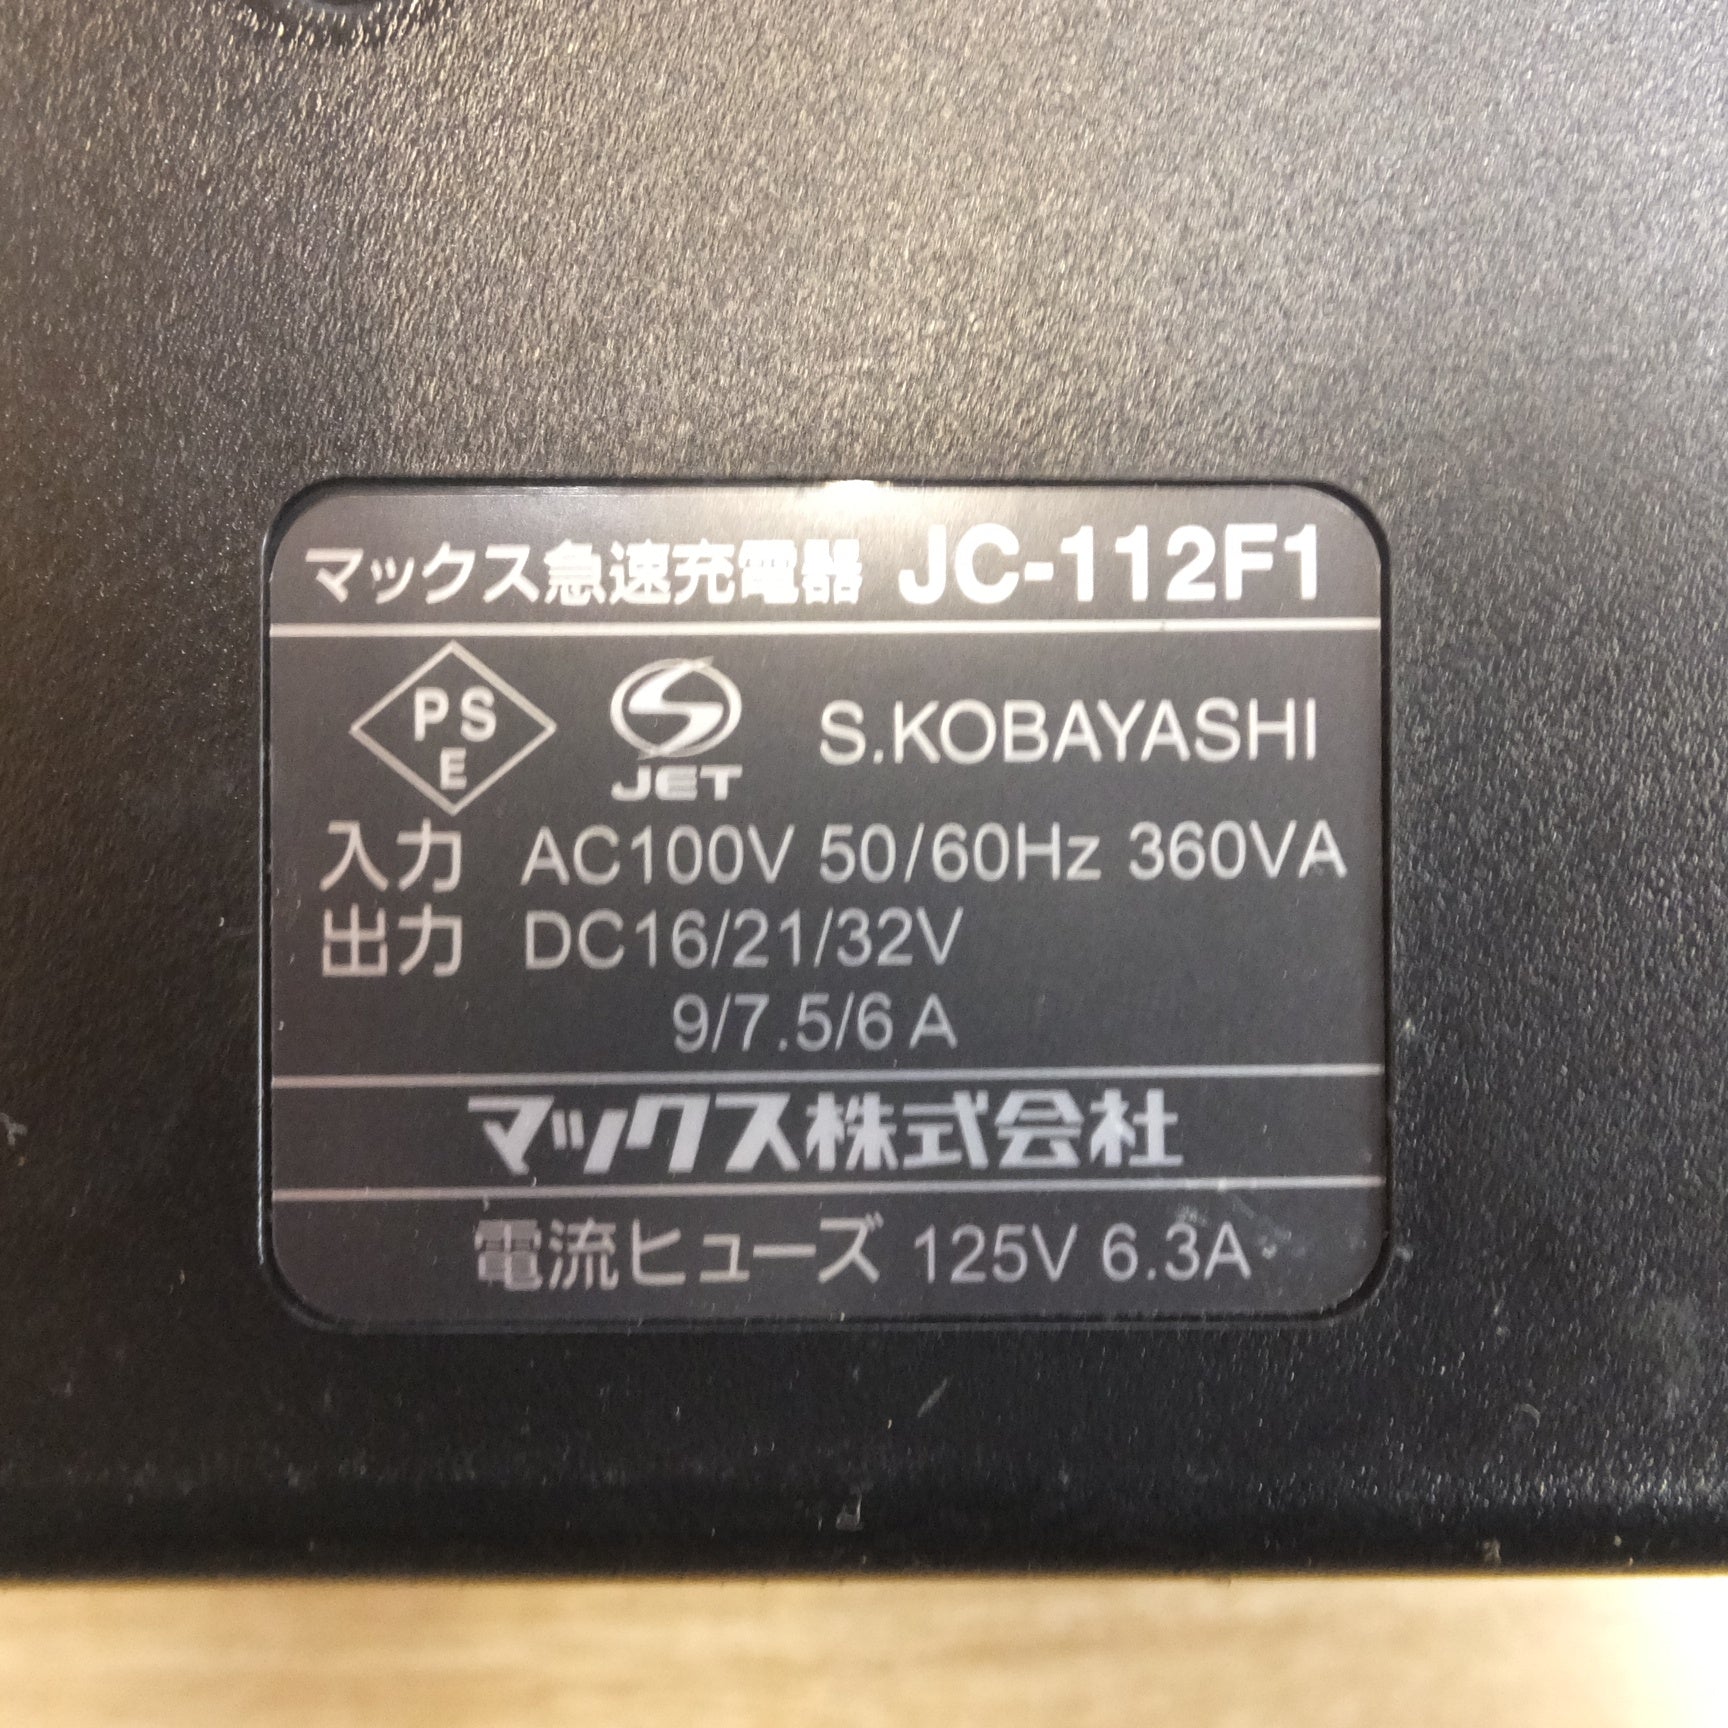 マックス急速充電器 JC-112F1
PSE JET S.KOBAYASHI
入力 AC100V 50/60Hz 360VA
出力 DC16/21/32V
9/7.5/6A
マックス株式会社
電流ヒューズ 125V 6.3A